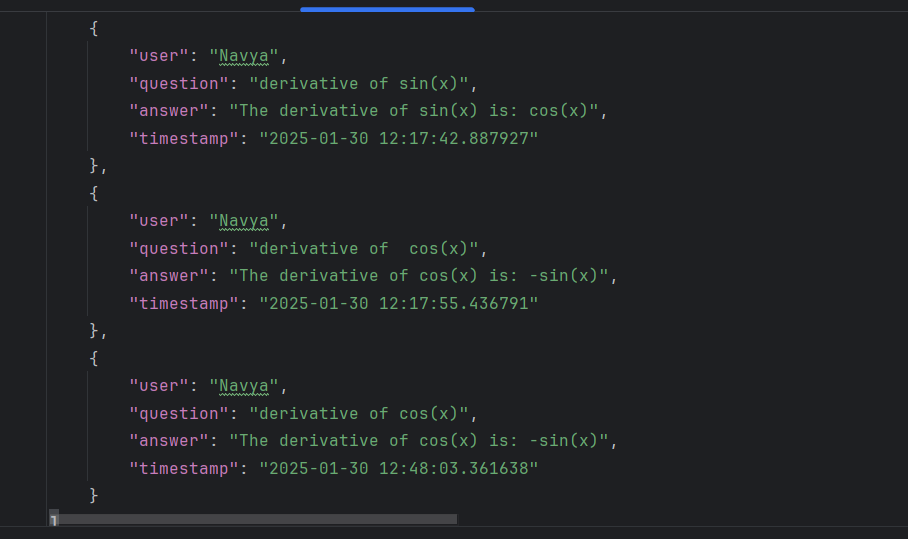 {
"user": "Navya",
"question": "derivative of sin(x)",
"answer": "The derivative of sin(x) is: cos(x)",
"timestamp": "2025-01-30 12:17:42.887927"
},
{
"user": "Navya",
"question": "derivative of  cos(x)",
"answer": "The derivative of cos(x) is: -sin(x)",
"timestamp": "2025-01-30 12:17:55.436791"
},
{
"user": "Navya",
"question": "derivative of cos(x)",
"answer": "The derivative of cos(x) is: -sin(x)",
"timestamp": "2025-01-30 12:48:03.361638"
}
]